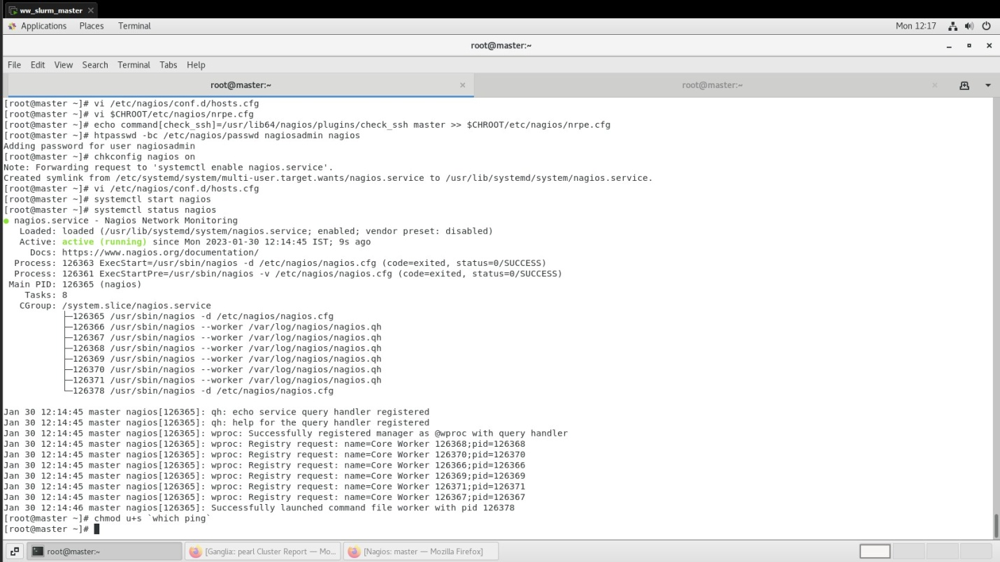 ww_slurm_master
Applications Places Terminal Mon 12:17
root@master:~
File Edit View Search Terminal Tabs Help
root@master:~ root@master:~
[root@master ~]# vi /etc/nagios/conf.d/hosts.cfg
[root@master ~]# vi $CHROOT/etc/nagios/nrpe.cfg
[root@master ~]# echo command[check_ssh]=/usr/lib64/nagios/plugins/check_ssh master >> $CHROOT/etc/nagios/nrpe.cfg
[root@master ~]# htpasswd -bc /etc/nagios/passwd nagiosadmin nagios
Adding password for user nagiosadmin
[root@master ~]# chkconfig nagios on
Note: Forwarding request to 'systemctl enable nagios.service'.
Created symlink from /etc/systemd/system/multi-user.target.wants/nagios.service to /usr/lib/systemd/system/nagios.service.
[root@master ~]# vi /etc/nagios/conf.d/hosts.cfg
[root@master ~]# systemctl start nagios
[root@master ~]# systemctl status nagios
● nagios.service - Nagios Network Monitoring
   Loaded: loaded (/usr/lib/systemd/system/nagios.service; enabled; vendor preset: disabled)
   Active: active (running) since Mon 2023-01-30 12:14:45 IST; 9s ago
     Docs: https://www.nagios.org/documentation/
  Process: 126363 ExecStart=/usr/sbin/nagios -d /etc/nagios/nagios.cfg (code=exited, status=0/SUCCESS)
  Process: 126361 ExecStartPre=/usr/sbin/nagios -v /etc/nagios/nagios.cfg (code=exited, status=0/SUCCESS)
 Main PID: 126365 (nagios)
    Tasks: 8
   CGroup: /system.slice/nagios.service
           ├─126365 /usr/sbin/nagios -d /etc/nagios/nagios.cfg
           ├─126366 /usr/sbin/nagios --worker /var/log/nagios/nagios.qh
           ├─126367 /usr/sbin/nagios --worker /var/log/nagios/nagios.qh
           ├─126368 /usr/sbin/nagios --worker /var/log/nagios/nagios.qh
           ├─126369 /usr/sbin/nagios --worker /var/log/nagios/nagios.qh
           ├─126370 /usr/sbin/nagios --worker /var/log/nagios/nagios.qh
           ├─126371 /usr/sbin/nagios --worker /var/log/nagios/nagios.qh
           └─126378 /usr/sbin/nagios -d /etc/nagios/nagios.cfg
Jan 30 12:14:45 master nagios[126365]: qh: echo service query handler registered
Jan 30 12:14:45 master nagios[126365]: qh: help for the query handler registered
Jan 30 12:14:45 master nagios[126365]: wproc: Successfully registered manager as @wproc with query handler
Jan 30 12:14:45 master nagios[126365]: wproc: Registry request: name=Core Worker 126368;pid=126368
Jan 30 12:14:45 master nagios[126365]: wproc: Registry request: name=Core Worker 126370;pid=126370
Jan 30 12:14:45 master nagios[126365]: wproc: Registry request: name=Core Worker 126366;pid=126366
Jan 30 12:14:45 master nagios[126365]: wproc: Registry request: name=Core Worker 126369;pid=126369
Jan 30 12:14:45 master nagios[126365]: wproc: Registry request: name=Core Worker 126371;pid=126371
Jan 30 12:14:45 master nagios[126365]: wproc: Registry request: name=Core Worker 126367;pid=126367
Jan 30 12:14:46 master nagios[126365]: Successfully launched command file worker with pid 126378
[root@master ~]# chmod u+s `which ping`
[root@master ~]#
root@master:~ [Ganglia:: pearl Cluster Report — Mo... [Nagios: master — Mozilla Firefox]